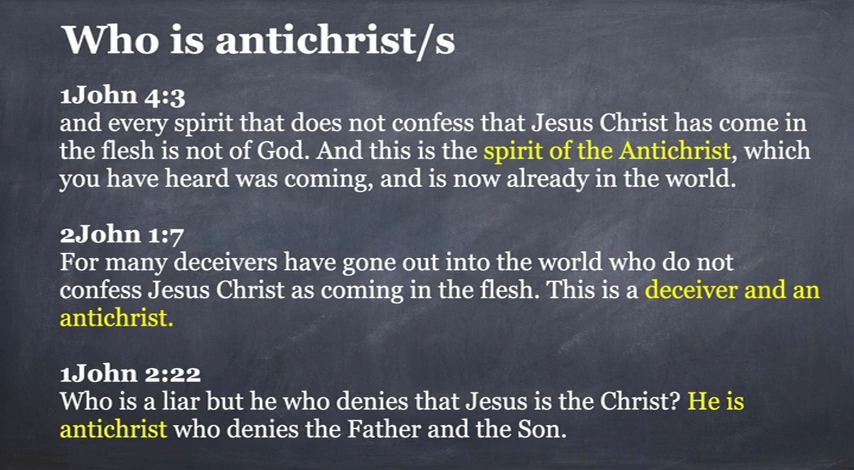 Who is antichrist/s
1John 4:3
and every spirit that does not confess that Jesus Christ has come in
the flesh is not of God. And this is the spirit of the Antichrist, which
you have heard was coming, and is now already in the world.
2John 1:7
For many deceivers have gone out into the world who do not
confess Jesus Christ as coming in the flesh. This is a deceiver and an
antichrist.
1John 2:22
Who is a liar but he who denies that Jesus is the Christ? He is
antichrist who denies the Father and the Son.